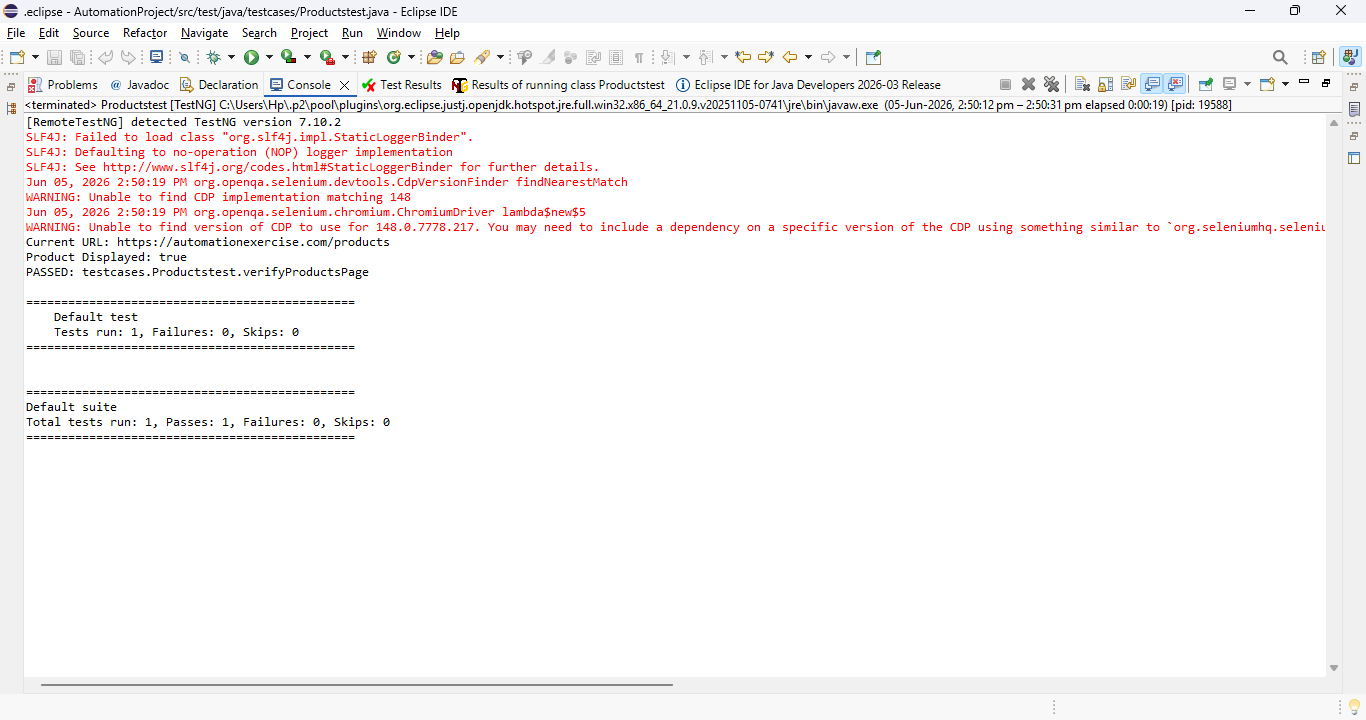 .eclipse - AutomationProject/src/test/java/testcases/Productstest.java - Eclipse IDE
File Edit Source Refactor Navigate Search Project Run Window Help
Problems @ Javadoc Declaration Console Test Results Results of running class Productstest Eclipse IDE for Java Developers 2026-03 Release
<terminated> Productstest [TestNG] C:\Users\Hp\.p2\pool\plugins\org.eclipse.justj.openjdk.hotspot.jre.full.win32.x86_64_21.0.9.v20251105-0741\jre\bin\javaw.exe (05-Jun-2026, 2:50:12 pm – 2:50:31 pm elapsed 0:00:19) [pid: 19588]
[RemoteTestNG] detected TestNG version 7.10.2
SLF4J: Failed to load class "org.slf4j.impl.StaticLoggerBinder".
SLF4J: Defaulting to no-operation (NOP) logger implementation
SLF4J: See http://www.slf4j.org/codes.html#StaticLoggerBinder for further details.
Jun 05, 2026 2:50:19 PM org.openqa.selenium.devtools.CdpVersionFinder findNearestMatch
WARNING: Unable to find CDP implementation matching 148
Jun 05, 2026 2:50:19 PM org.openqa.selenium.chromium.ChromiumDriver lambda$new$5
WARNING: Unable to find version of CDP to use for 148.0.7778.217. You may need to include a dependency on a specific version of the CDP using something similar to `org.seleniumhq.seleniu
Current URL: https://automationexercise.com/products
Product Displayed: true
PASSED: testcases.Productstest.verifyProductsPage
===============================================
Default test
Tests run: 1, Failures: 0, Skips: 0
===============================================
===============================================
Default suite
Total tests run: 1, Passes: 1, Failures: 0, Skips: 0
===============================================